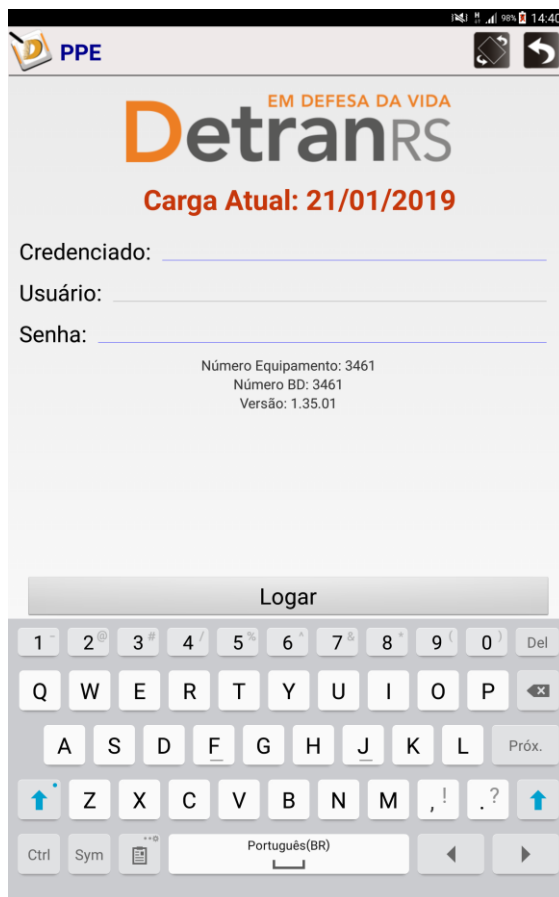 98% 14:40
PPE
EM DEFESA DA VIDA
DetranRS
Carga Atual: 21/01/2019
Credenciado:
Usuário:
Senha:
Número Equipamento: 3461
Número BD: 3461
Versão: 1.35.01
Logar
1 - 2 @ 3 # 4 / 5 % 6 ^ 7 & 8 * 9 ( 0 ) Del
Q W E R T Y U I O P
A S D F G H J K L Próx.
Z X C V B N M , ! . ?
Ctrl Sym Português(BR)